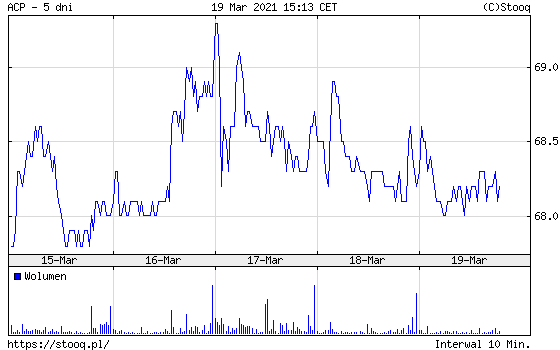 ACP - 5 dni 19 Mar 2021 15:13 CET (C)Stooq
69.0
68.5
68.0
15-Mar 16-Mar 17-Mar 18-Mar 19-Mar
Wolumen
https://stooq.pl/ Interwal 10 Min.